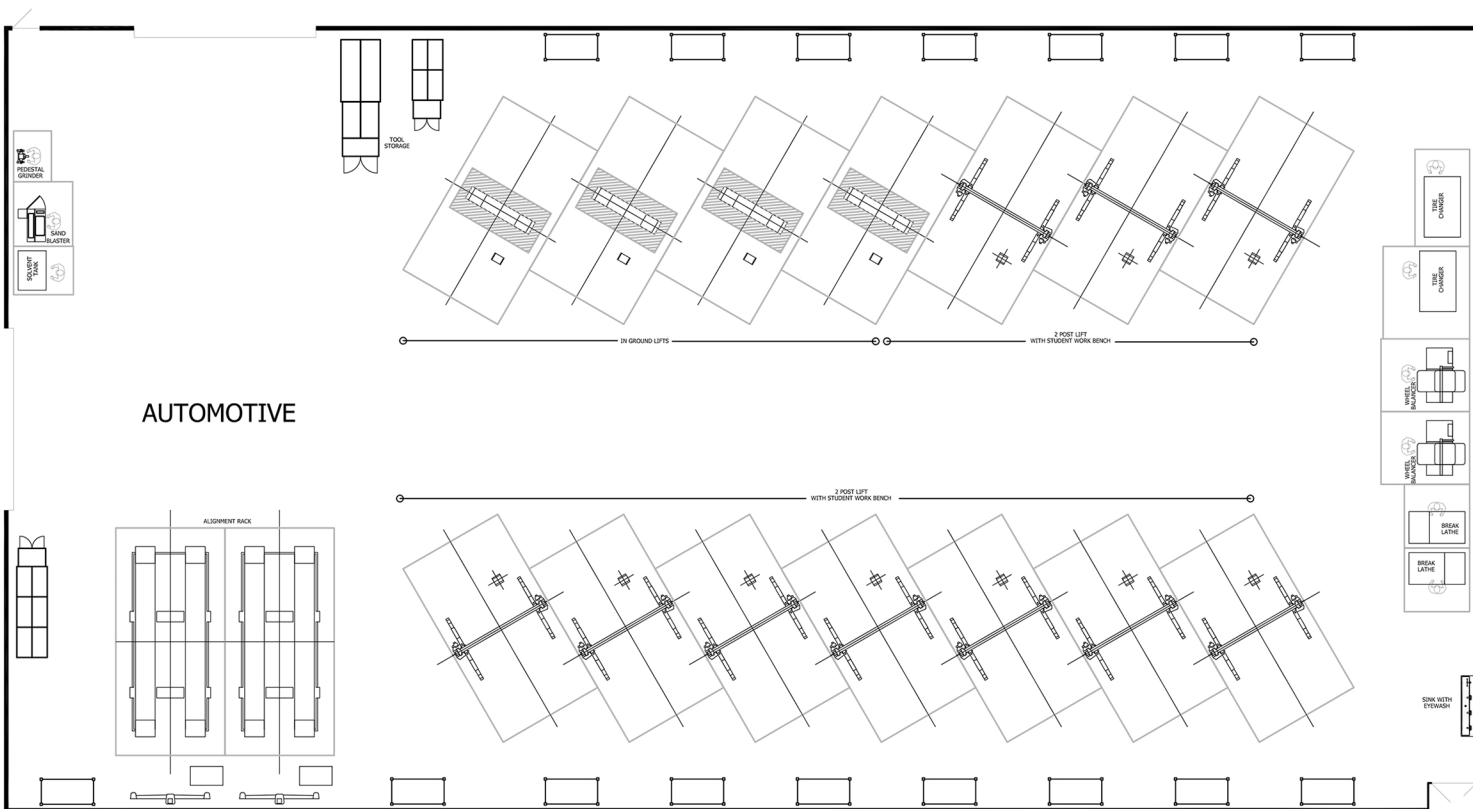 TOOL
STORAGE
PEDESTAL
GRINDER
SAND
BLASTER
SOLVENT
TANK
TIRE
CHANGER
TIRE
CHANGER
IN GROUND LIFTS
2 POST LIFT
WITH STUDENT WORK BENCH
WHEEL
BALANCER
AUTOMOTIVE
WHEEL
BALANCER
2 POST LIFT
WITH STUDENT WORK BENCH
ALIGNMENT RACK
BREAK
LATHE
BREAK
LATHE
SINK WITH
EYEWASH